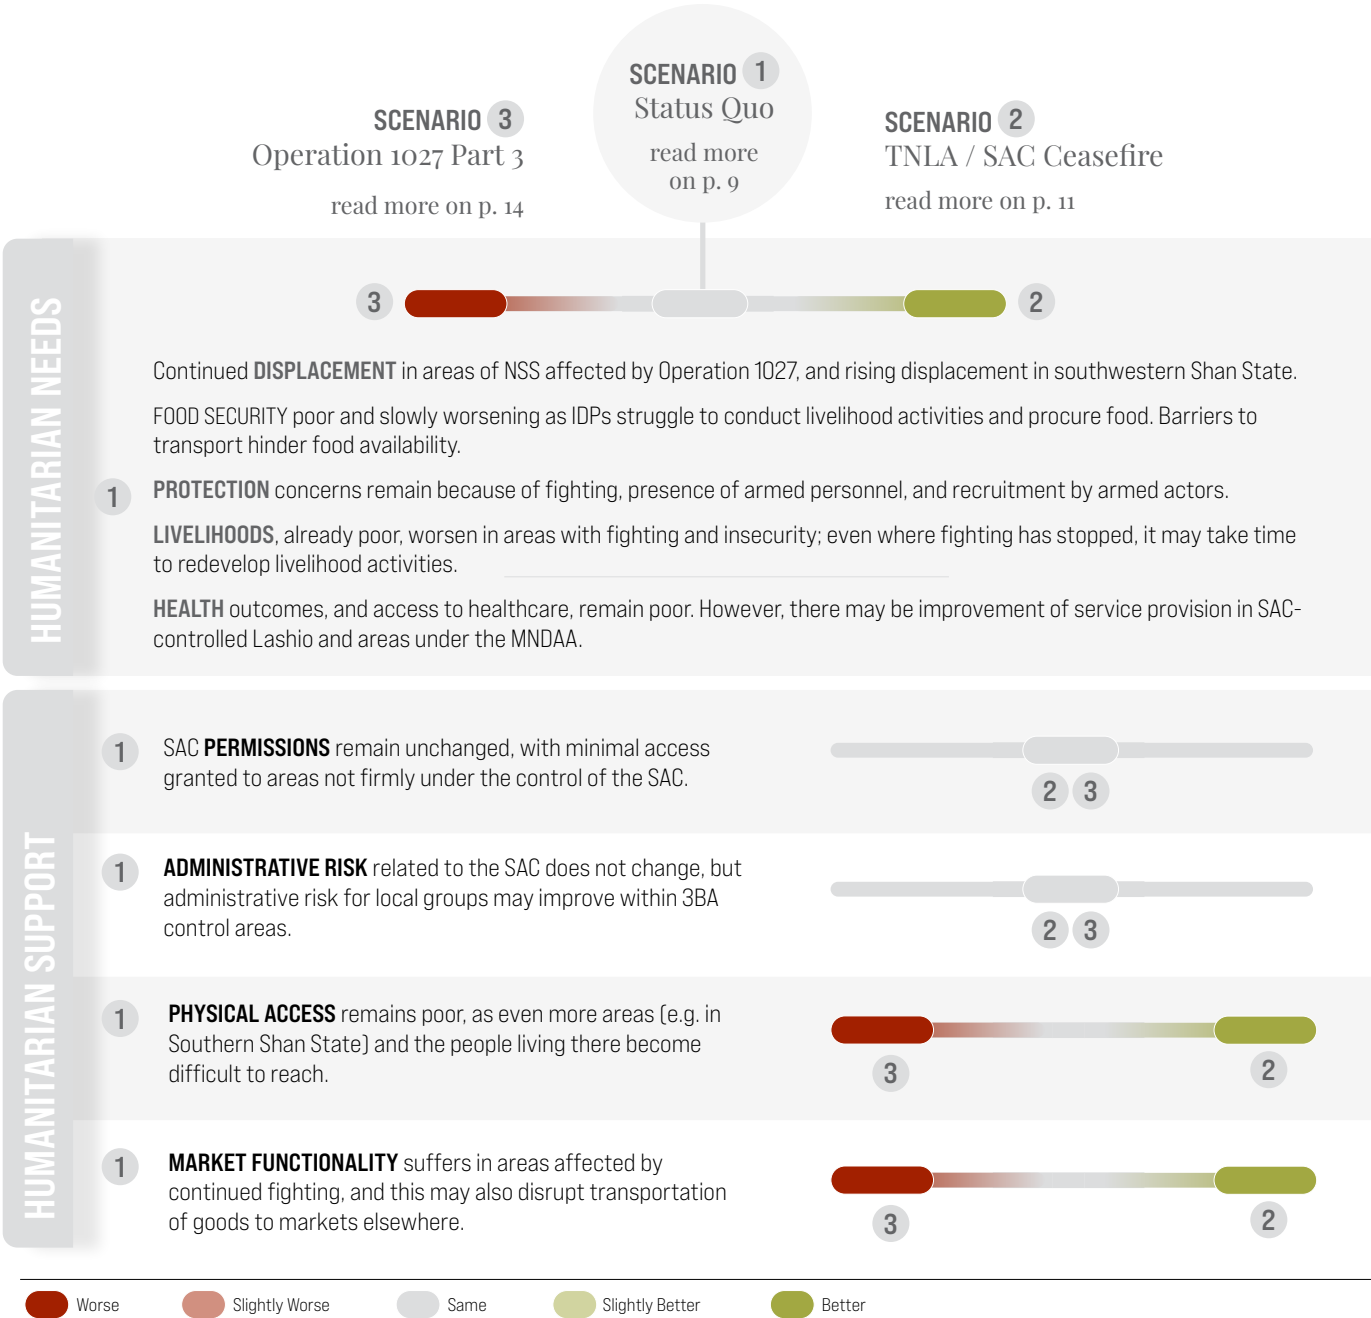 SCENARIO 1
Status Quo
read more
on p. 9
SCENARIO 3
Operation 1027 Part 3
read more on p. 14
SCENARIO 2
TNLA / SAC Ceasefire
read more on p. 11
HUMANITARIAN NEEDS
3
2
Continued DISPLACEMENT in areas of NSS affected by Operation 1027, and rising displacement in southwestern Shan State.
FOOD SECURITY poor and slowly worsening as IDPs struggle to conduct livelihood activities and procure food. Barriers to
transport hinder food availability.
1
PROTECTION concerns remain because of fighting, presence of armed personnel, and recruitment by armed actors.
LIVELIHOODS, already poor, worsen in areas with fighting and insecurity; even where fighting has stopped, it may take time
to redevelop livelihood activities.
HEALTH outcomes, and access to healthcare, remain poor. However, there may be improvement of service provision in SAC-
controlled Lashio and areas under the MNDAA.
HUMANITARIAN SUPPORT
1
SAC PERMISSIONS remain unchanged, with minimal access
granted to areas not firmly under the control of the SAC.
2 3
1
ADMINISTRATIVE RISK related to the SAC does not change, but
administrative risk for local groups may improve within 3BA
control areas.
2 3
1
PHYSICAL ACCESS remains poor, as even more areas (e.g. in
Southern Shan State) and the people living there become
difficult to reach.
3
2
1
MARKET FUNCTIONALITY suffers in areas affected by
continued fighting, and this may also disrupt transportation
of goods to markets elsewhere.
3
2
Worse
Slightly Worse
Same
Slightly Better
Better